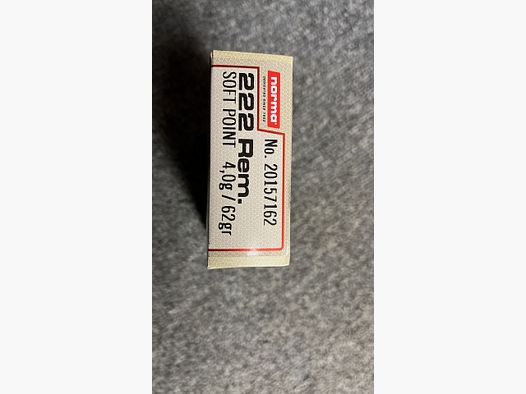 norma
No. 20157162
222 Rem.
SOFT POINT 4,0g / 62gr